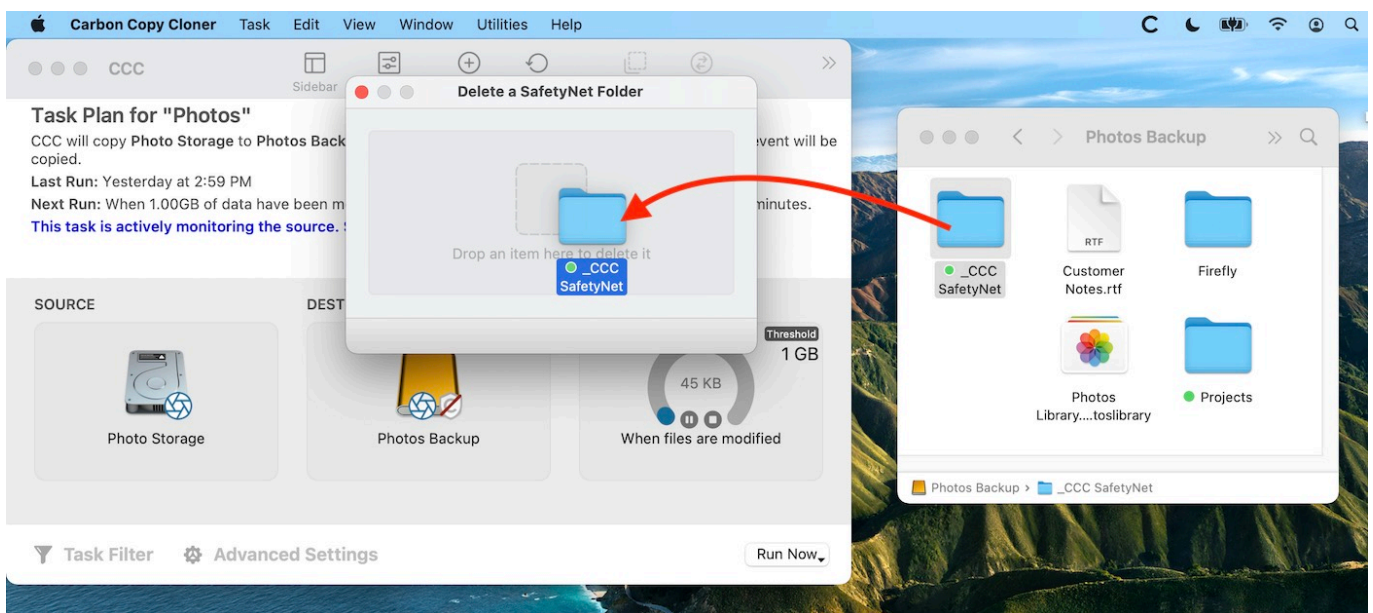 Carbon Copy Cloner Task Edit View Window Utilities Help
CCC
Sidebar
Task Plan for "Photos"
CCC will copy Photo Storage to Photos Back
event will be
copied.
Last Run: Yesterday at 2:59 PM
Next Run: When 1.00GB of data have been m
minutes.
This task is actively monitoring the source.
Delete a SafetyNet Folder
Drop an item here to delete it
_CCC
SafetyNet
SOURCE
DEST
Photo Storage
Photos Backup
Threshold
1 GB
45 KB
When files are modified
Task Filter
Advanced Settings
Run Now
Photos Backup
_CCC
SafetyNet
RTF
Customer
Notes.rtf
Firefly
Photos
Library....toslibrary
Projects
Photos Backup › _CCC SafetyNet